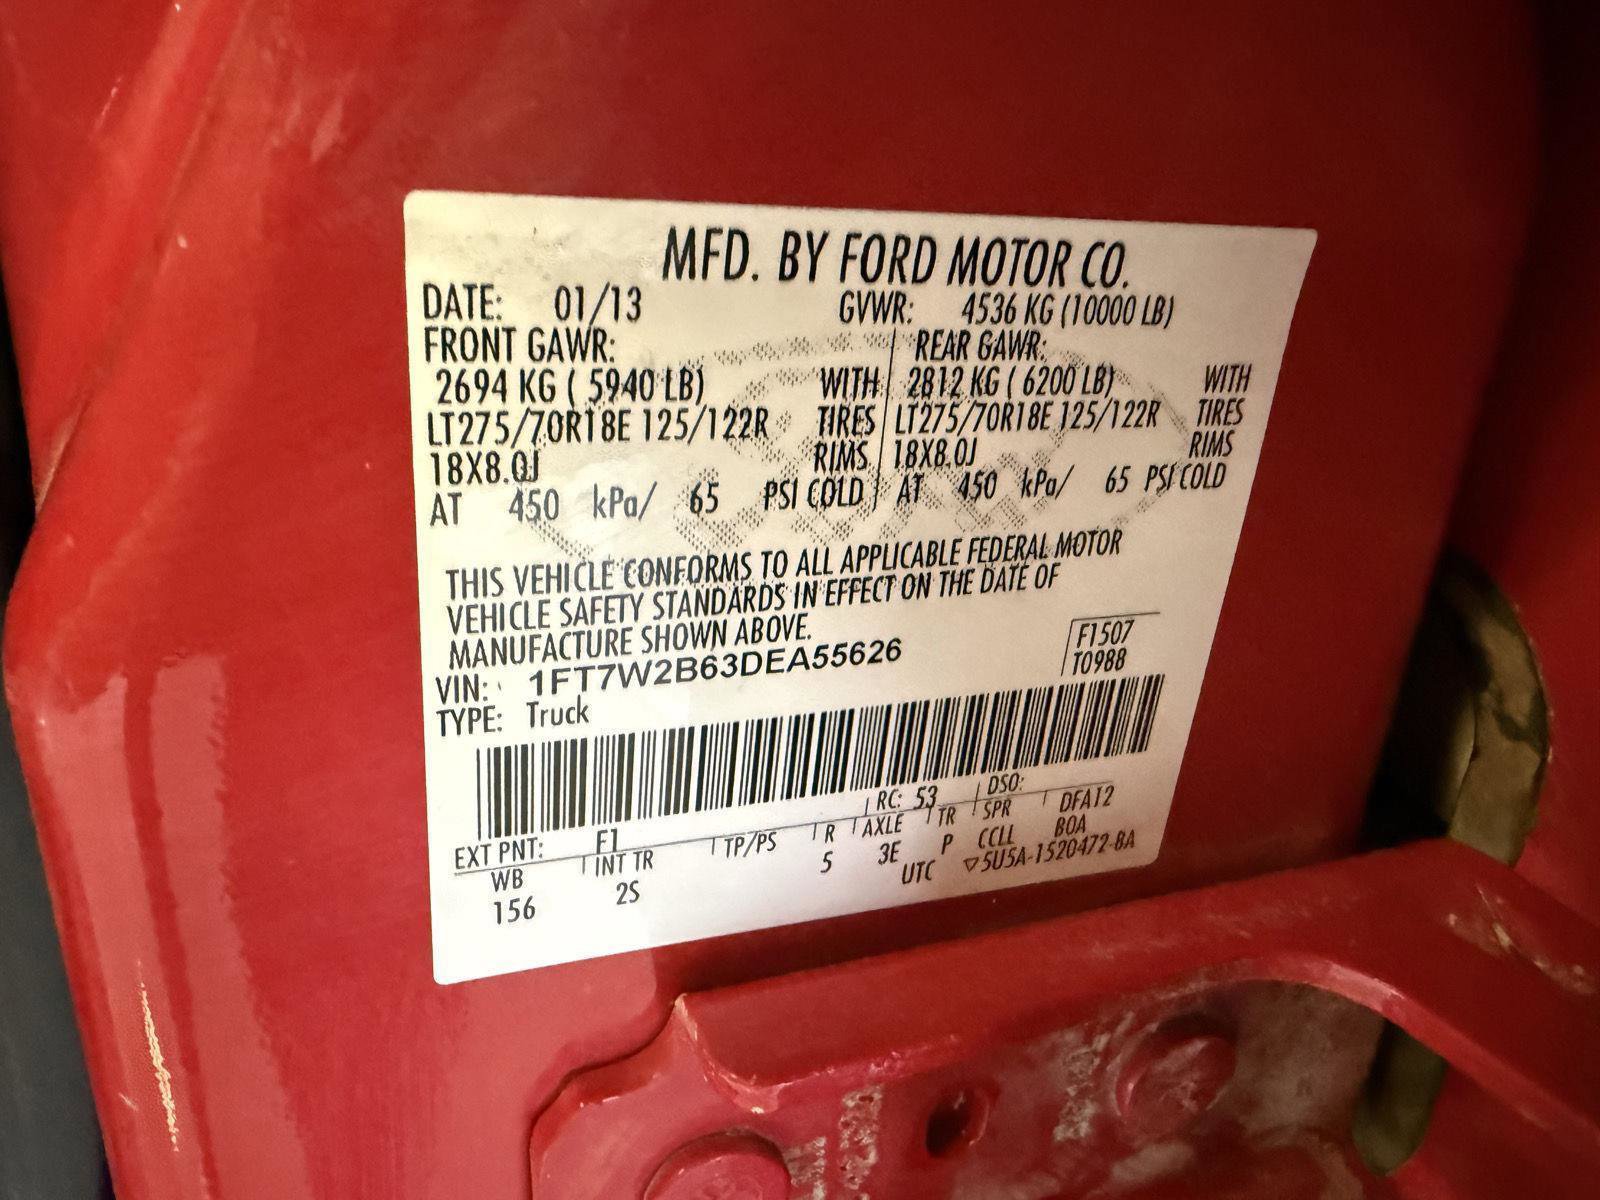 MFD. BY FORD MOTOR CO.
DATE: 01/13 GVWR: 4536 KG (10000 LB)
FRONT GAWR: REAR GAWR:
2694 KG ( 5940 LB) WITH 2812 KG ( 6200 LB) WITH
LT275/70R18E 125/122R TIRES LT275/70R18E 125/122R TIRES
18X8.0J RIMS 18X8.0J RIMS
AT 450 kPa/ 65 PSI COLD AT 450 kPa/ 65 PSI COLD
THIS VEHICLE CONFORMS TO ALL APPLICABLE FEDERAL MOTOR
VEHICLE SAFETY STANDARDS IN EFFECT ON THE DATE OF
MANUFACTURE SHOWN ABOVE.
VIN: 1FT7W2B63DEA55626 F1507
TYPE: Truck T0988
EXT PNT: F1 RC: 53 DSO:
WB INT TR TP/PS R AXLE TR SPR DFA12
156 2S 5 3E P CCLL BOA
UTC ▽5U5A-1520472-BA